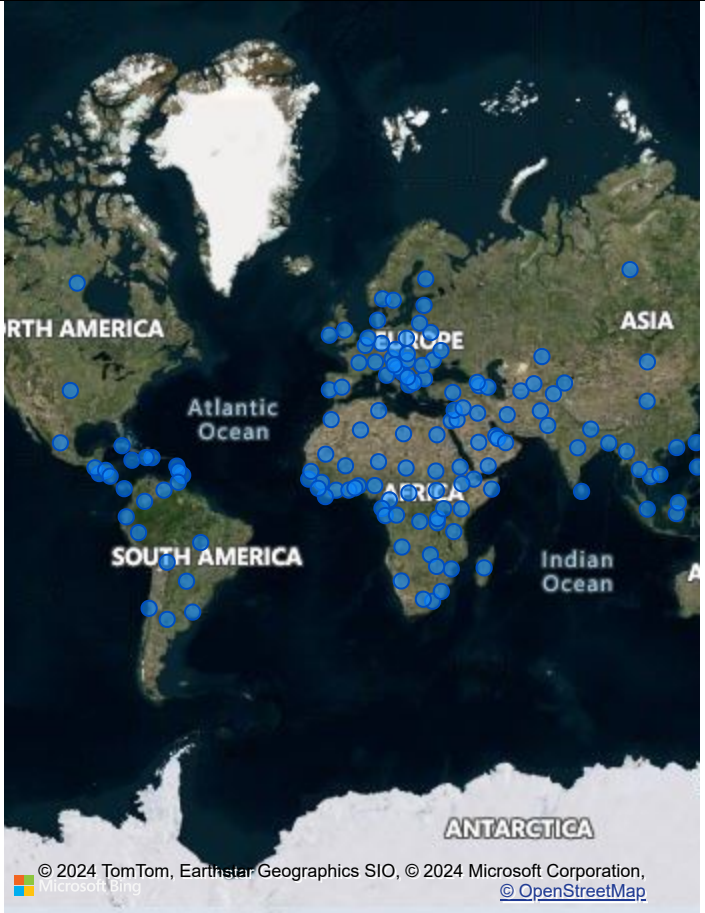 EUROPE
ASIA
RTH AMERICA
Atlantic
Ocean
AFRICA
SOUTH AMERICA
Indian
Ocean
A
ANTARCTICA
© 2024 TomTom, Earthstar Geographics SIO, © 2024 Microsoft Corporation,
Microsoft Bing
© OpenStreetMap